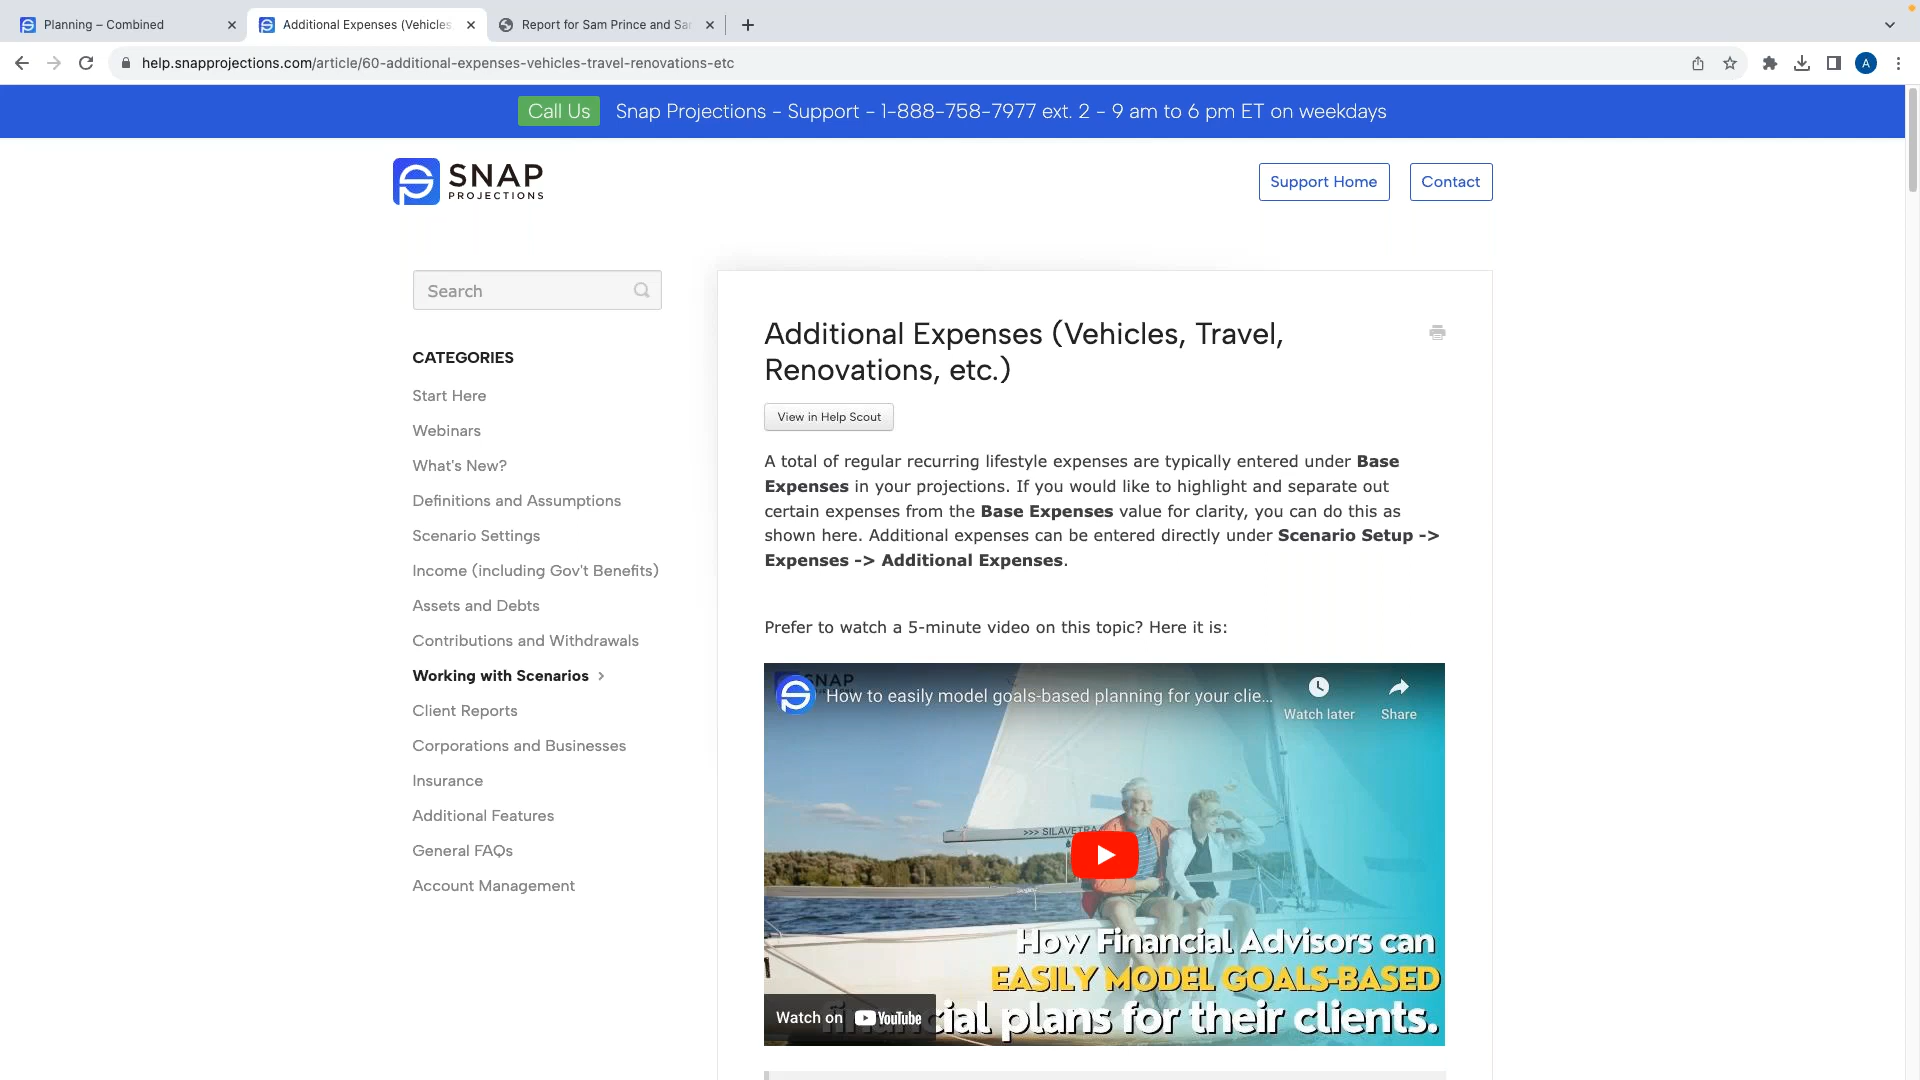 Planning – Combined
Additional Expenses (Vehicles,
Report for Sam Prince and Sa
help.snapprojections.com/article/60-additional-expenses-vehicles-travel-renovations-etc
A
Call Us Snap Projections - Support - 1-888-758-7977 ext. 2 - 9 am to 6 pm ET on weekdays
SNAP
PROJECTIONS
Support Home
Contact
Search
CATEGORIES
Start Here
Webinars
What's New?
Definitions and Assumptions
Scenario Settings
Income (including Gov't Benefits)
Assets and Debts
Contributions and Withdrawals
Working with Scenarios
Client Reports
Corporations and Businesses
Insurance
Additional Features
General FAQs
Account Management
Additional Expenses (Vehicles, Travel,
Renovations, etc.)
View in Help Scout
A total of regular recurring lifestyle expenses are typically entered under Base
Expenses in your projections. If you would like to highlight and separate out
certain expenses from the Base Expenses value for clarity, you can do this as
shown here. Additional expenses can be entered directly under Scenario Setup ->
Expenses -> Additional Expenses.
Prefer to watch a 5-minute video on this topic? Here it is:
SNAP
How to easily model goals-based planning for your clie...
Watch later
Share
>>> SILAVETRA
How Financial Advisors can
EASILY MODEL GOALS-BASED
financial plans for their clients.
Watch on YouTube